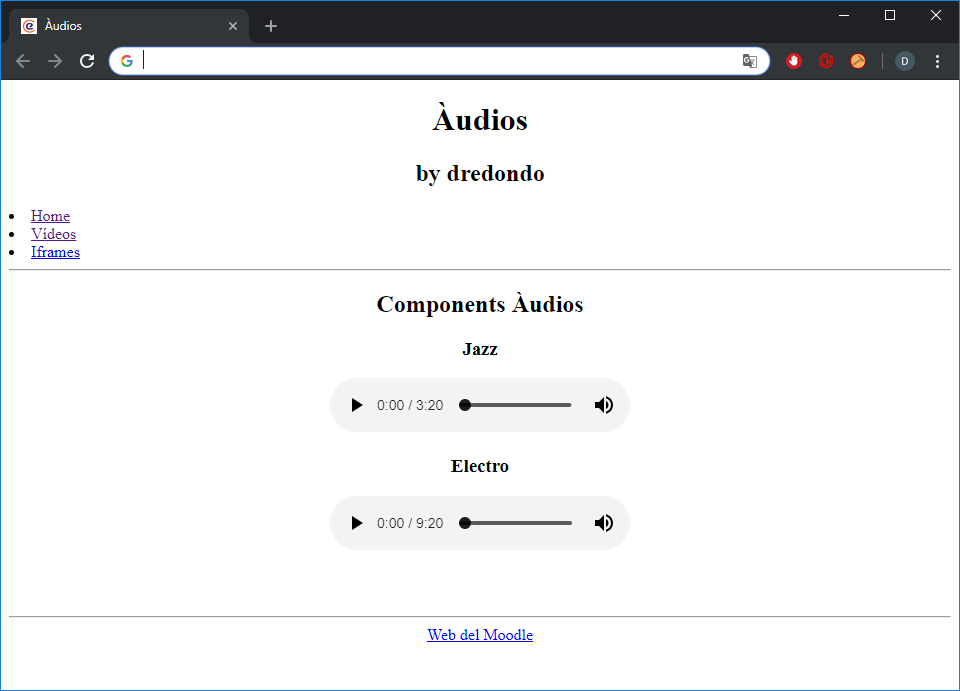 Àudios
D
Àudios
by dredondo
Home
Vídeos
Iframes
Components Àudios
Jazz
0:00 / 3:20
Electro
0:00 / 9:20
Web del Moodle